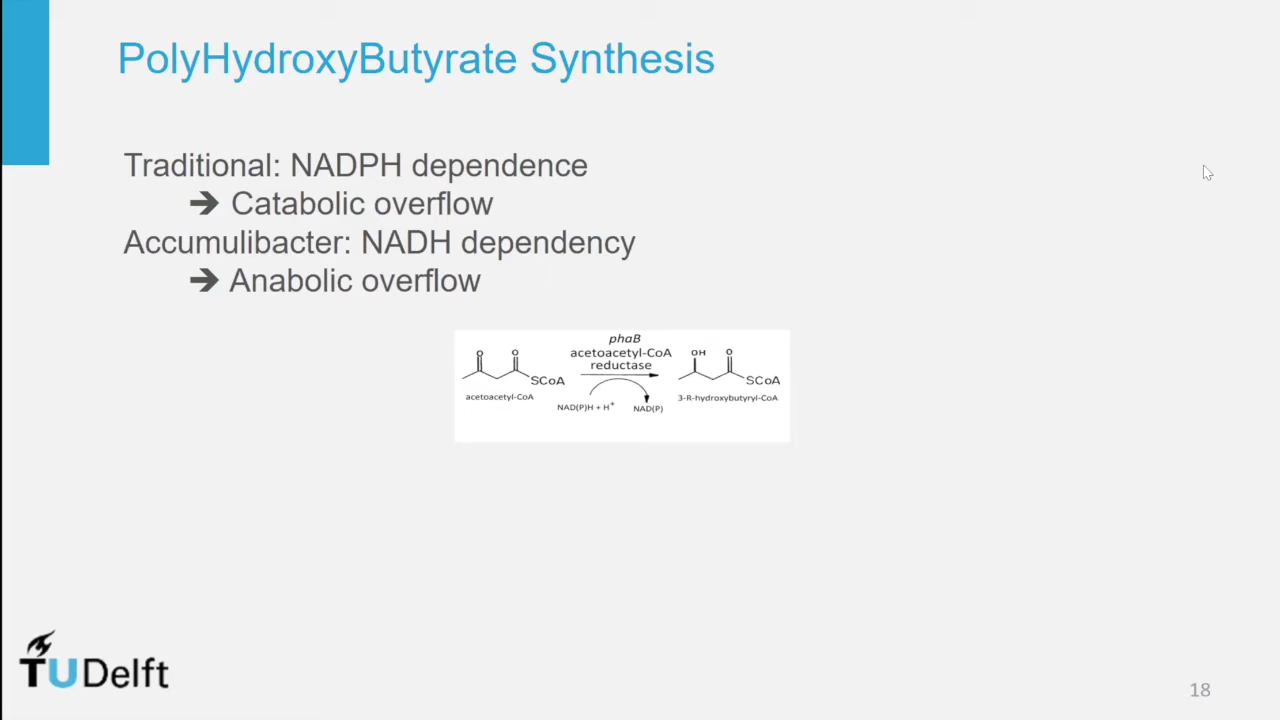 PolyHydroxyButyrate Synthesis
Traditional: NADPH dependence
➔ Catabolic overflow
Accumulibacter: NADH dependency
➔ Anabolic overflow
phaB
acetoacetyl-CoA
reductase
O O
SCoA
acetoacetyl-CoA
NAD(P)H + H+
NAD(P)
OH O
SCoA
3-R-hydroxybutyryl-CoA
TUDelft
18